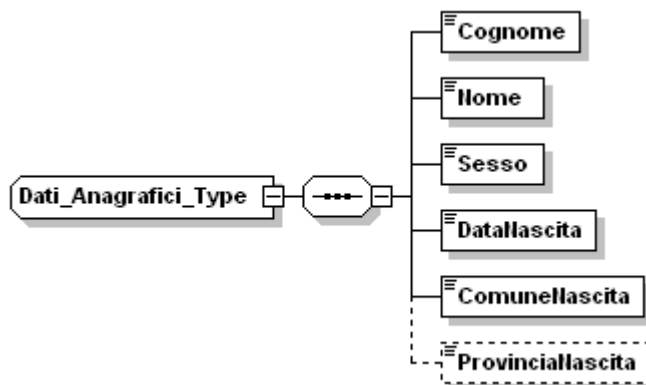 Cognome
Nome
Sesso
Dati_Anagrafici_Type
DataNascita
ComuneNascita
ProvinciaNascita